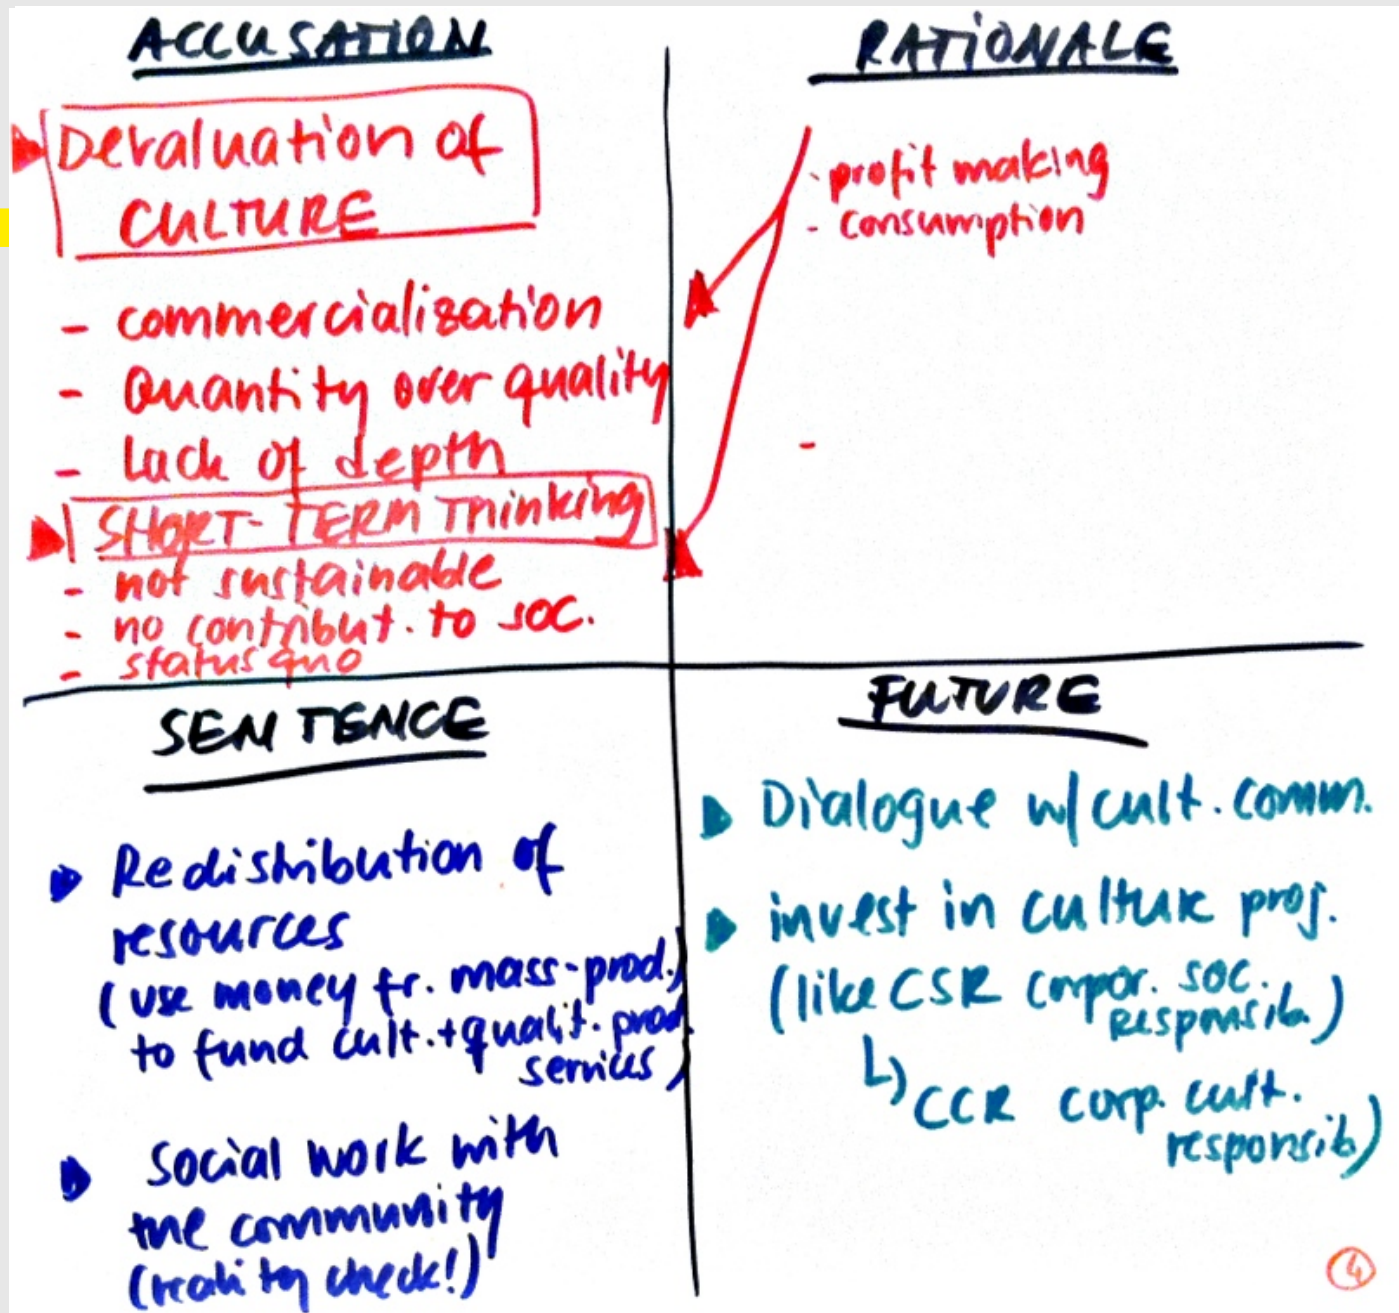 ACCUSATION
Devaluation of
CULTURE
- commercialization
- Quantity over quality
- lack of depth
SHORT-TERM Thinking
- not sustainable
- no contribut. to soc.
- status quo
RATIONALE
- profit making
- consumption
-
SENTENCE
Redistribution of
resources
(use money fr. mass-prod.)
to fund cult.+qualit. prod.
services)
Social work with
the community
(reality check!)
FUTURE
Dialogue w/ cult. comm.
invest in culture proj.
(like CSR corpor. soc.
responsib.)
CCR corp. cult.
responsib)
4